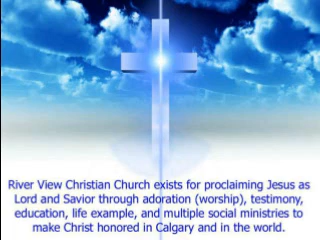 River View Christian Church exists for proclaiming Jesus as
Lord and Savior through adoration (worship), testimony,
education, life example, and multiple social ministries to
make Christ honored in Calgary and in the world.